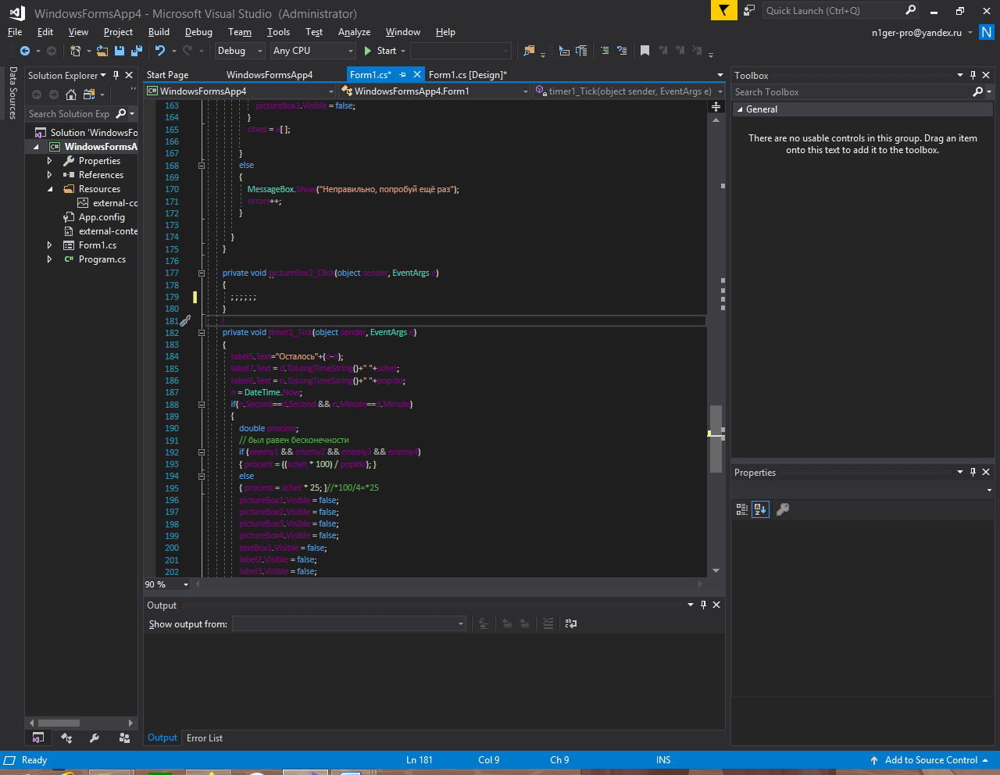 WindowsFormsApp4 - Microsoft Visual Studio (Administrator)
Quick Launch (Ctrl+Q)
File Edit View Project Build Debug Team Tools Test Analyze Window Help
n1ger-pro@yandex.ru N
Debug Any CPU Start
Data Sources
Solution Explorer
Search Solution Exp
Solution 'WindowsFo
WindowsFormsA
Properties
References
Resources
external-co
App.config
external-conte
Form1.cs
C# Program.cs
Start Page WindowsFormsApp4 Form1.cs* Form1.cs [Design]*
C# WindowsFormsApp4 WindowsFormsApp4.Form1 timer1_Tick(object sender, EventArgs e)
163 pictureBox1.Visible = false;
164 }
165 otvet = a[ ];
166
167 }
168 else
169 {
170 MessageBox.Show("Неправильно, попробуй ещё раз");
171 errors++;
172 }
173
174 }
175 }
176
177 private void pictureBox2_Click(object sender, EventArgs e)
178 {
179 ;;;;;;
180 }
181
182 private void timer1_Tick(object sender, EventArgs e)
183 {
184 label5.Text="Осталось"+(d-n);
185 label7.Text = d.ToLongTimeString()+" "+schet;
186 label6.Text = n.ToLongTimeString()+" "+popitki;
187 n = DateTime.Now;
188 if(n.Second==d.Second && n.Minute==d.Minute)
189 {
190 double procent;
191 // был равен бесконечности
192 if (enemy1 && enemy2 && enemy3 && enemy4)
193 { procent = ((schet * 100) / popitki); }
194 else
195 { procent = schet * 25; }//*100/4=*25
196 pictureBox1.Visible = false;
197 pictureBox2.Visible = false;
198 pictureBox3.Visible = false;
199 pictureBox4.Visible = false;
200 textBox1.Visible = false;
201 label2.Visible = false;
202 label3.Visible = false;
90 %
Output
Show output from:
Output Error List
Toolbox
Search Toolbox
General
There are no usable controls in this group. Drag an item
onto this text to add it to the toolbox.
Properties
Ready Ln 181 Col 9 Ch 9 INS Add to Source Control